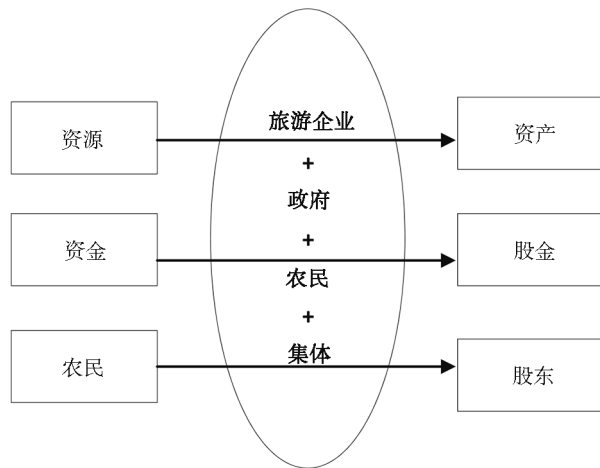 旅游企业
资源
资产
+
政府
+
资金
股金
农民
+
农民
集体
股东